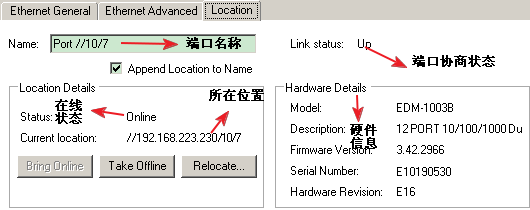 Ethernet General Ethernet Advanced Location
Name: Port //10/7 端口名称 Link status: Up
端口协商状态
Append Location to Name
Location Details Hardware Details
在线状态 所在位置 Model: EDM-1003B
Status: Online
硬件信息 Description: 12 PORT 10/100/1000 Du
Current location: //192.168.223.230/10/7 Firmware Version: 3.42.2966
Bring Online Take Offline Relocate... Serial Number: E10190530
Hardware Revision: E16